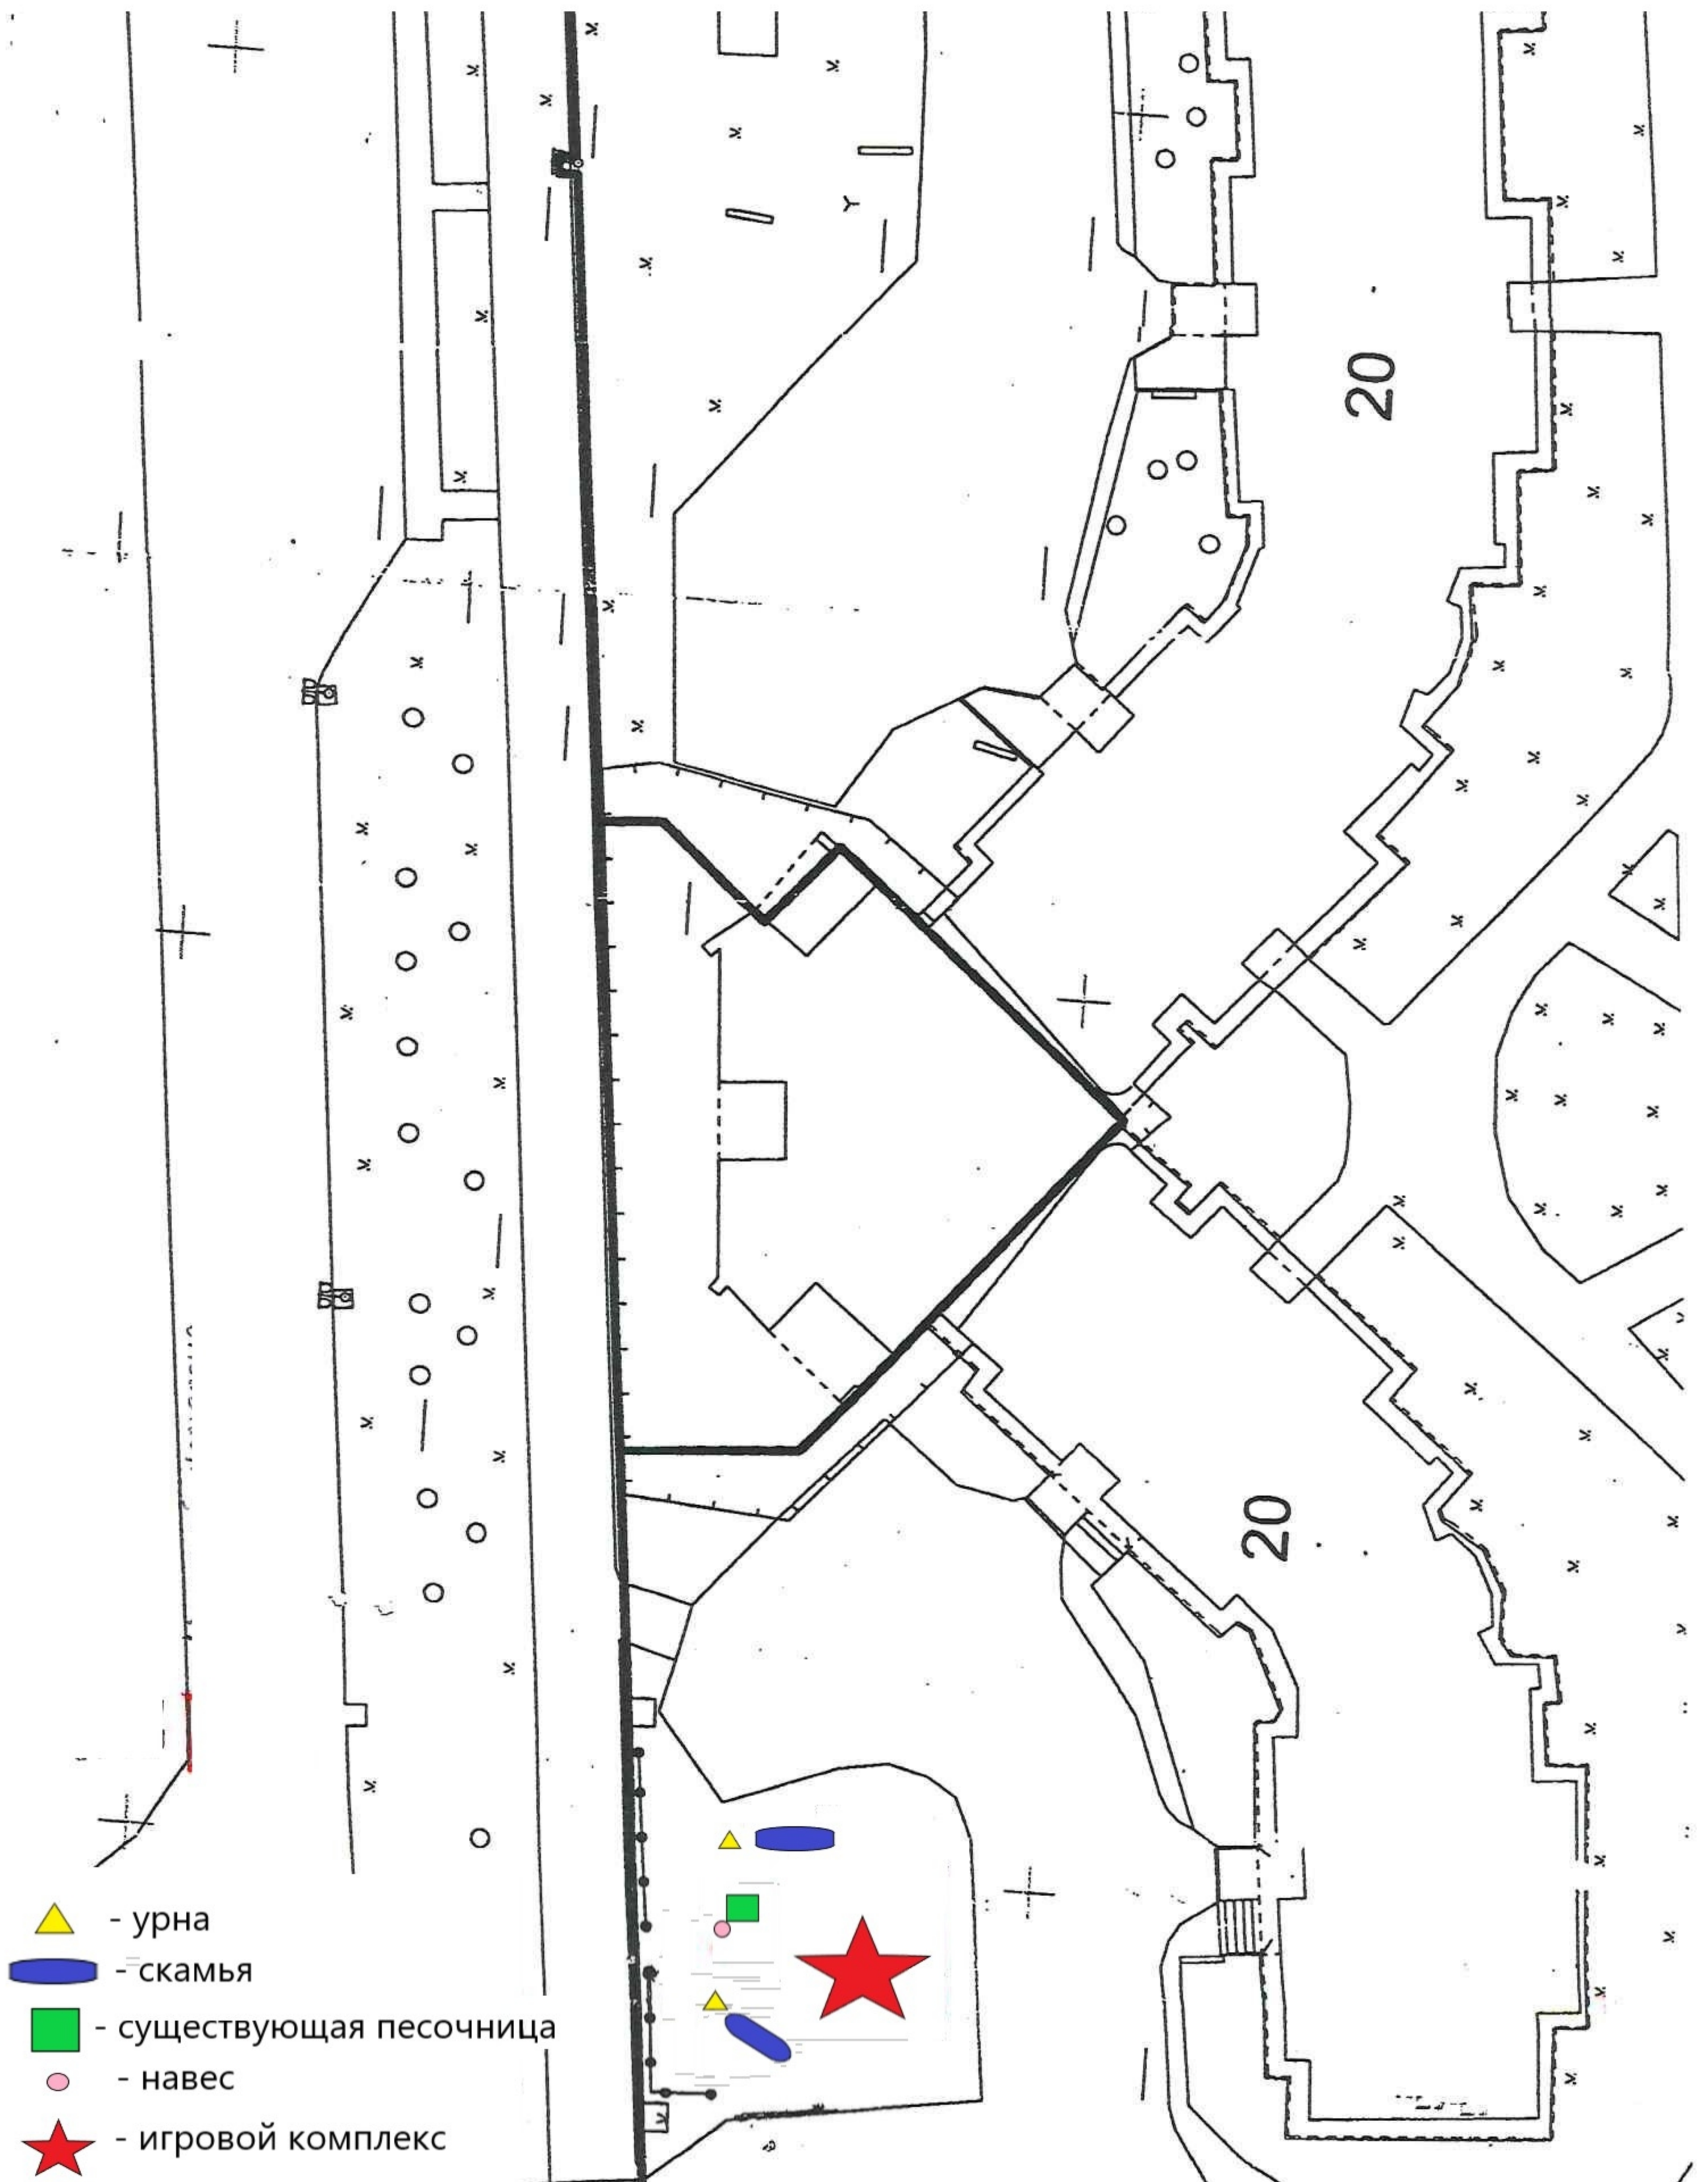 20
20
- урна
- скамья
- существующая песочница
- навес
- игровой комплекс